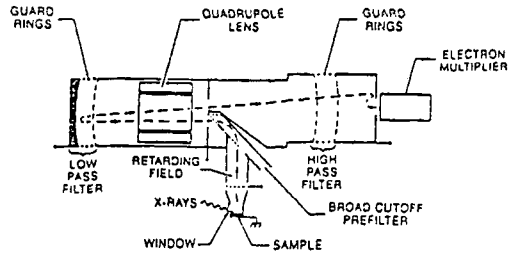 GUARD
RINGS
QUADRUPOLE
LENS
GUARD
RINGS
ELECTRON
MULTIPLIER
LOW
PASS
FILTER
RETARDING
FIELD
HIGH
PASS
FILTER
X-RAYS
BROAD CUTOFF
PREFILTER
WINDOW
SAMPLE